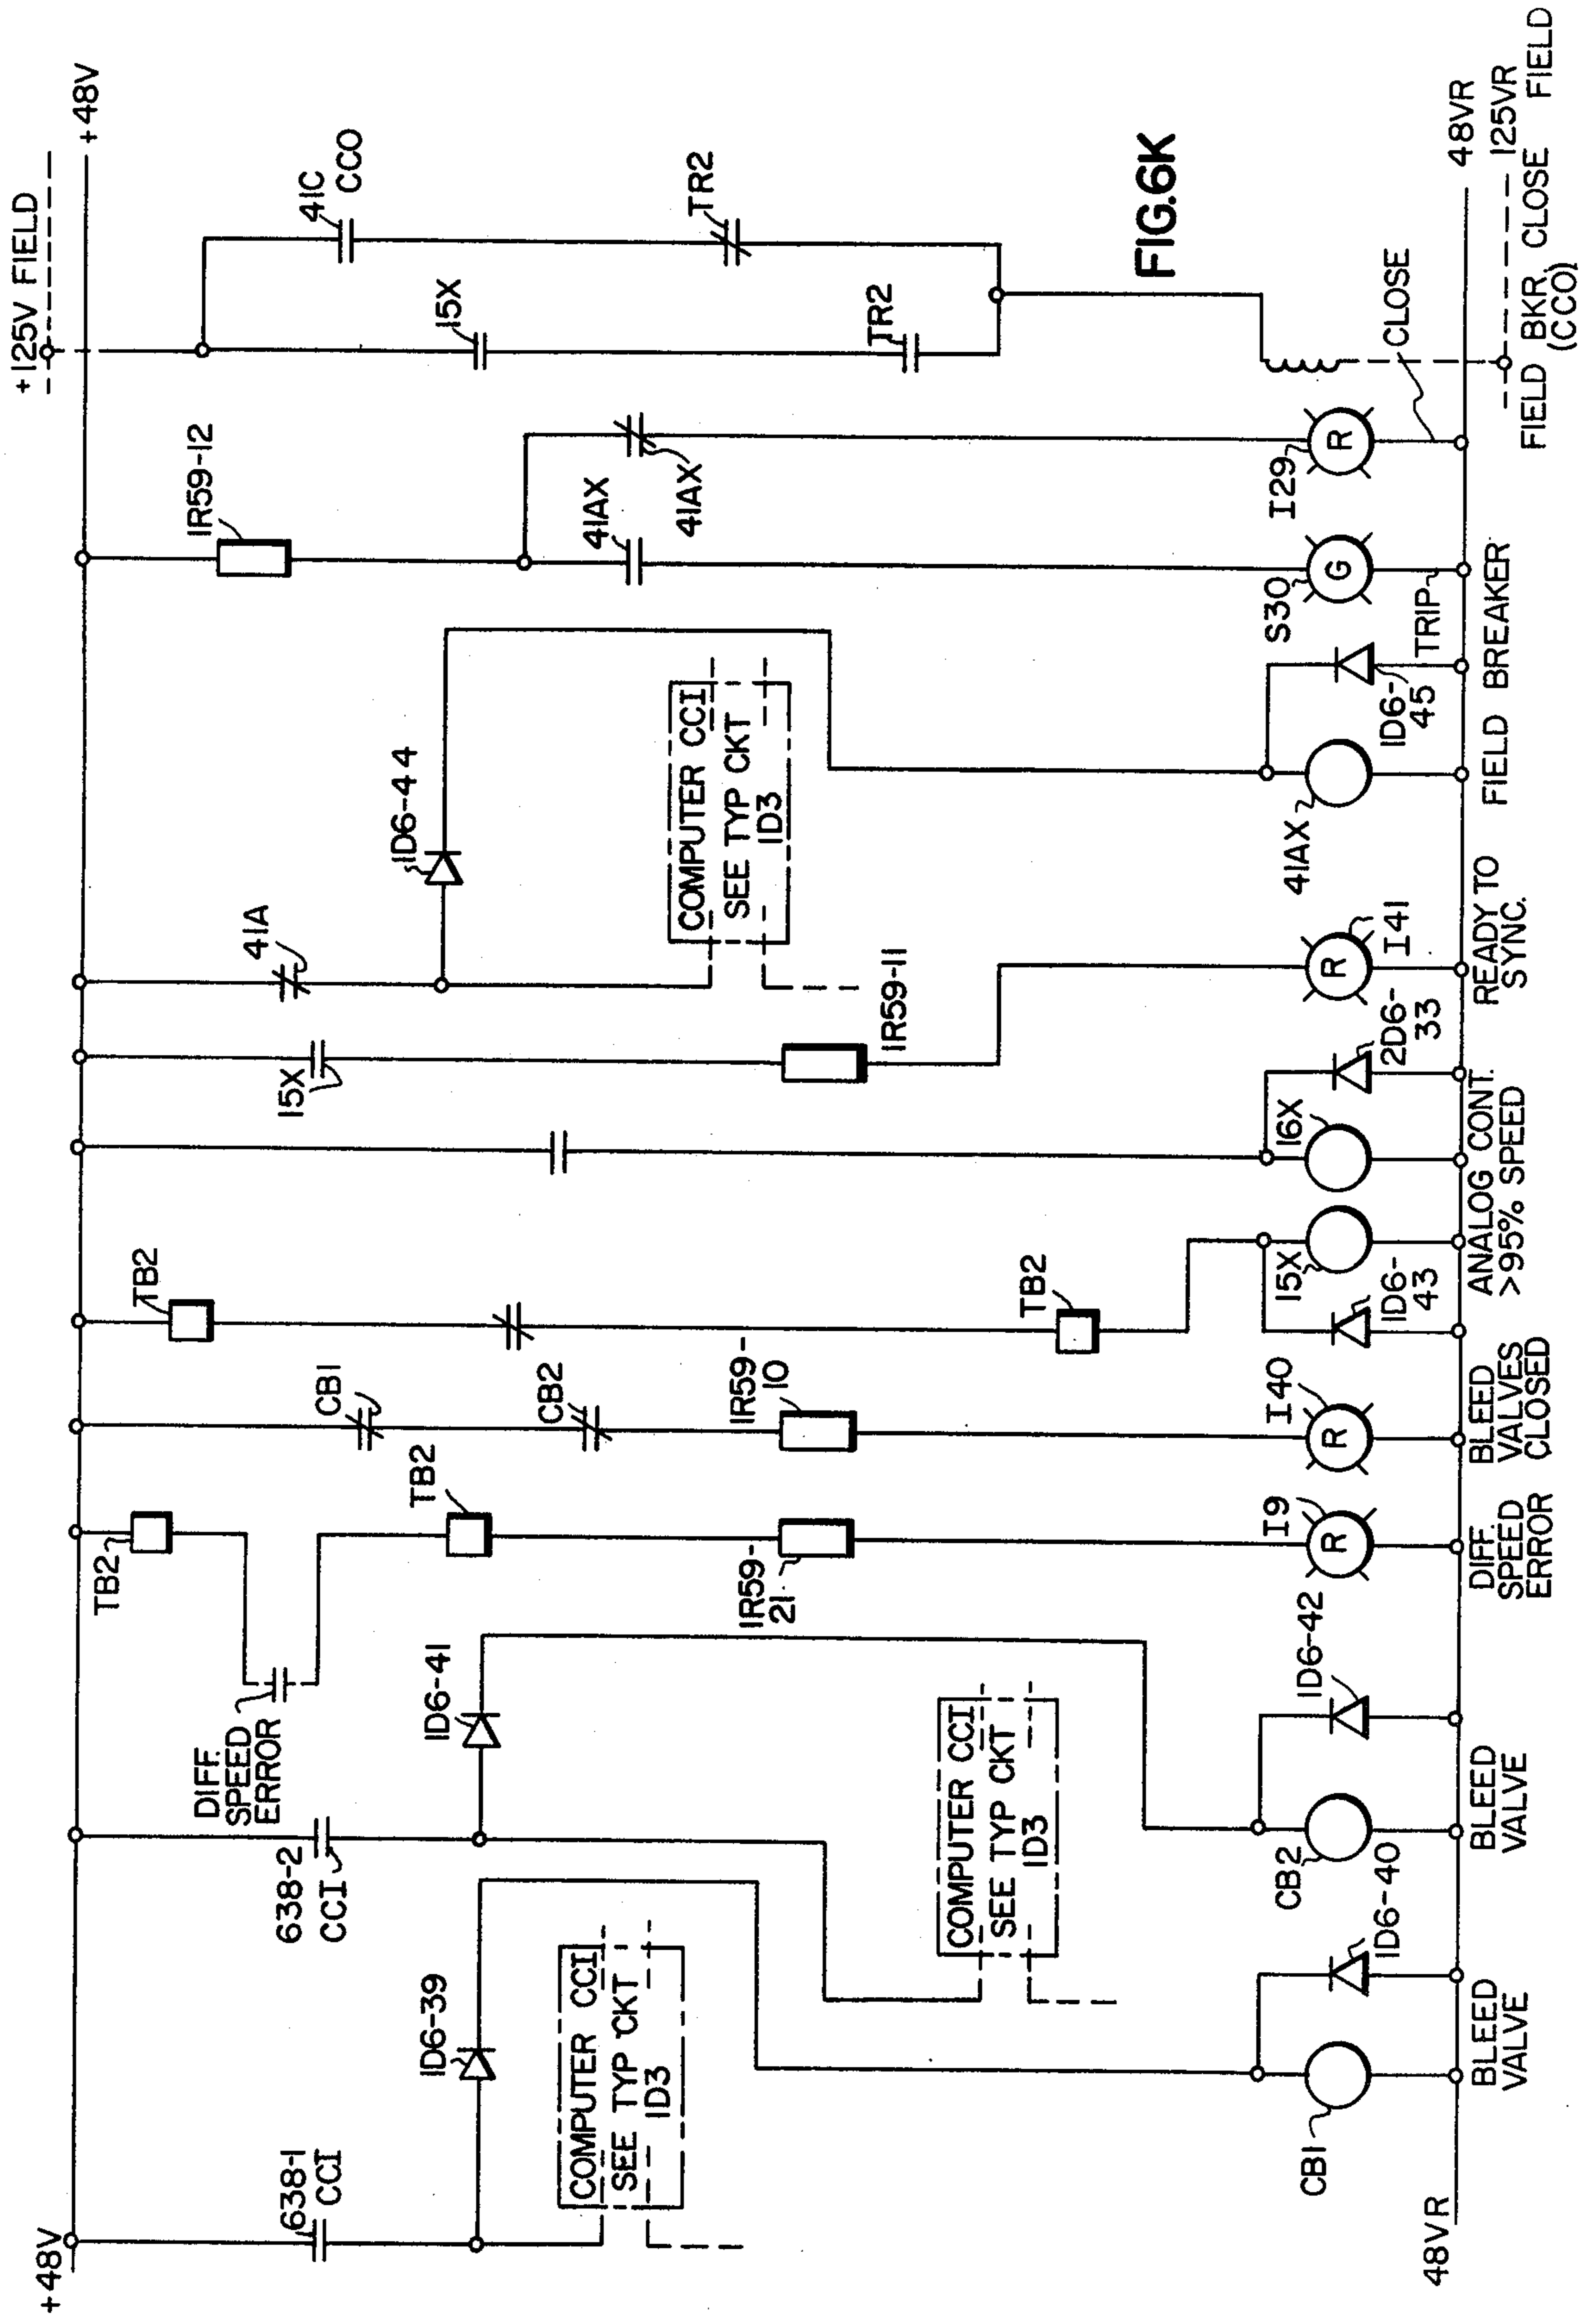 +48V
638-1
CCI
1D6-39
COMPUTER CCI
SEE TYP CKT
1D3
CB1
1D6-40
48VR
BLEED
VALVE
638-2
CCI
1D6-41
COMPUTER CCI
SEE TYP CKT
1D3
CB2
1D6-42
BLEED
VALVE
DIFF.
SPEED
ERROR
TB2
TB2
1R59-
21
I9
R
DIFF.
SPEED
ERROR
CB1
CB2
1R59-
10
I40
R
BLEED
VALVES
CLOSED
TB2
TB2
15X
1D6-
43
16X
2D6-
33
ANALOG CONT.
>95% SPEED
15X
1R59-11
R
I41
READY TO
SYNC.
41A
1D6-44
COMPUTER CCI
SEE TYP CKT
1D3
41AX
1D6-
45
FIELD BREAKER
1R59-12
41AX
41AX
S30
G
TRIP
I29
R
CLOSE
+125V FIELD
+48V
41C
CCO
15X
TR2
TR2
FIG.6K
48VR
125VR
FIELD BKR. CLOSE FIELD
(CCO)